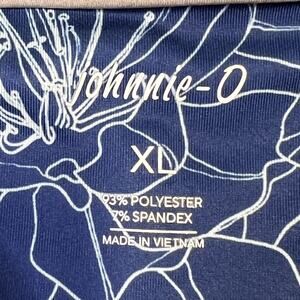 johnnie-O
XL
93% POLYESTER
7% SPANDEX
MADE IN VIETNAM